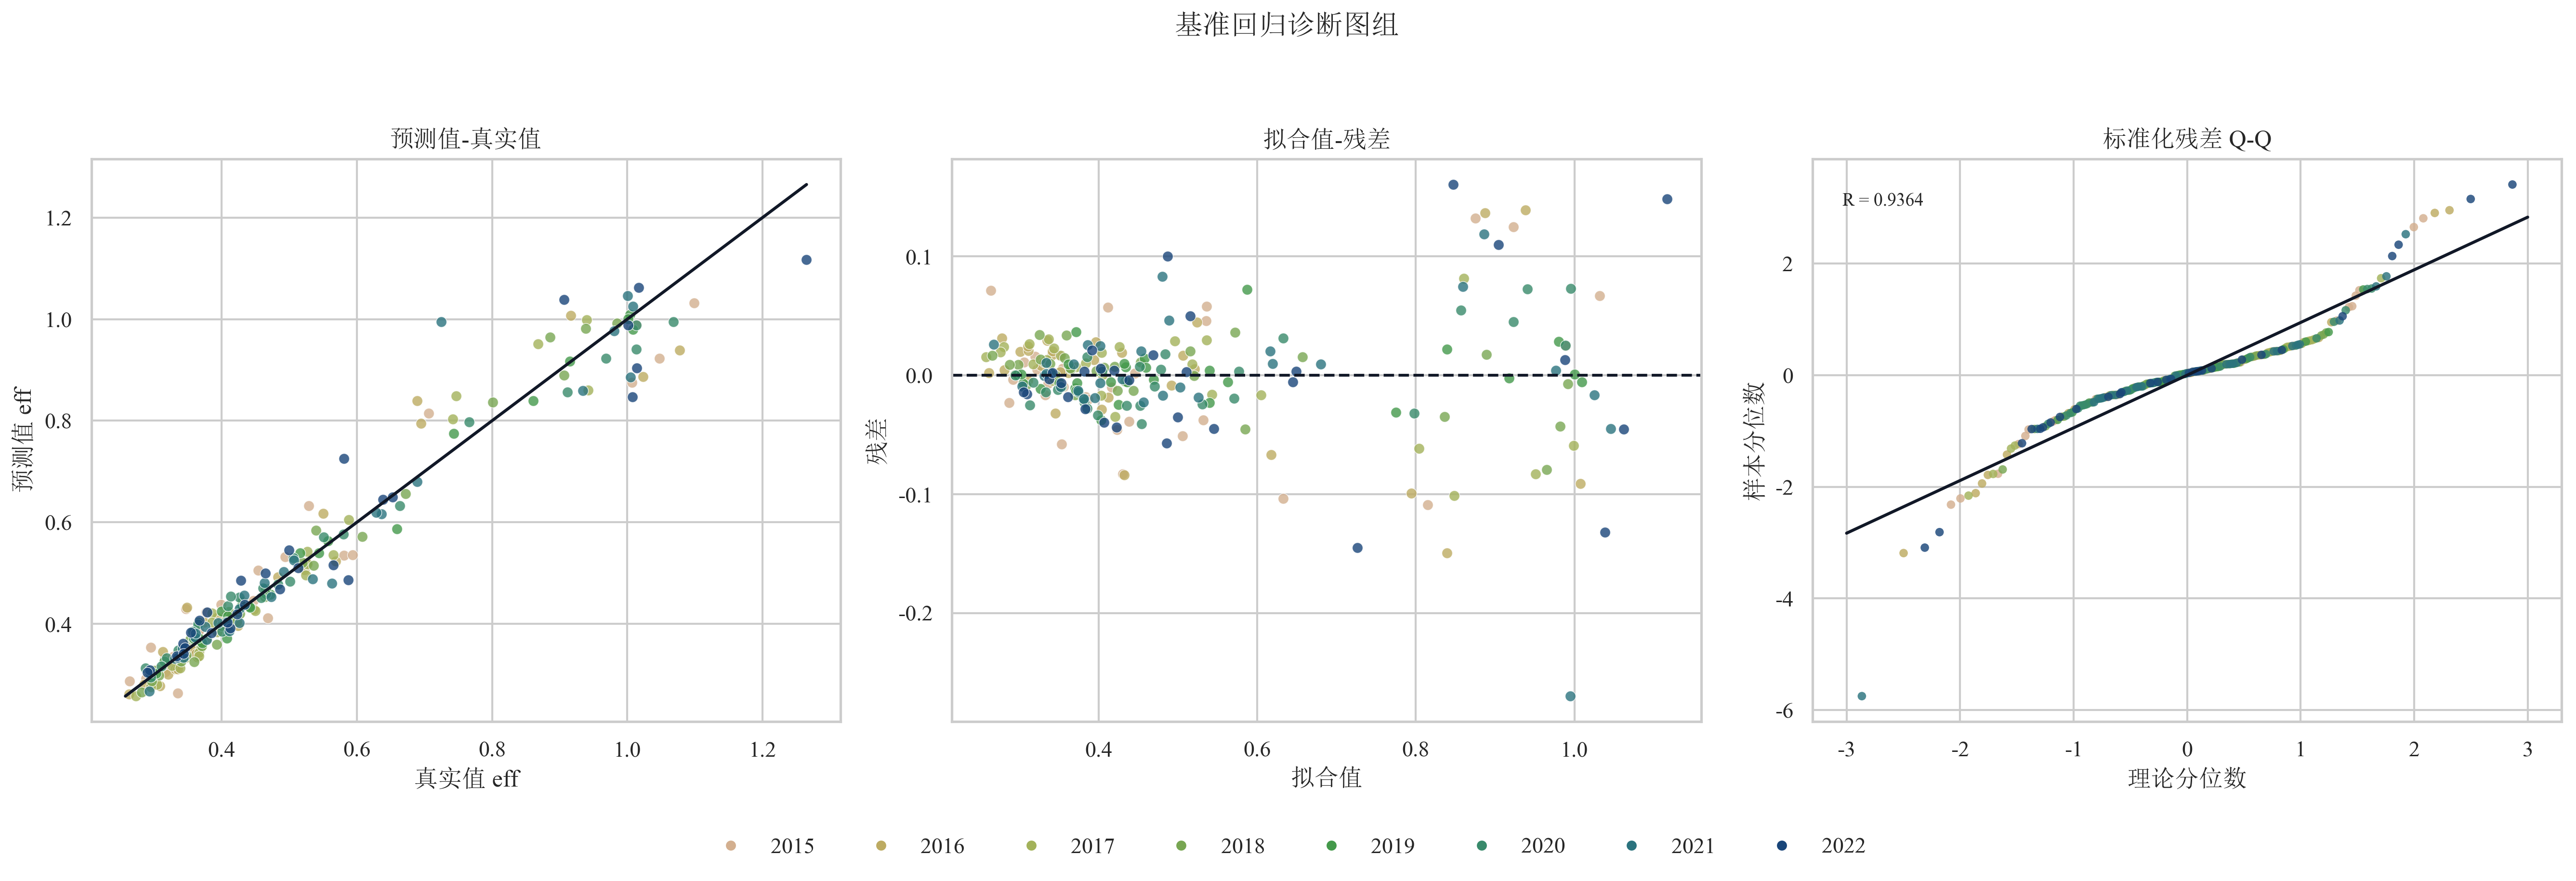 基准回归诊断图组
预测值-真实值
1.2
1.0
0.8
0.6
0.4
预测值 eff
0.4 0.6 0.8 1.0 1.2
真实值 eff
拟合值-残差
0.1
0.0
-0.1
-0.2
残差
0.4 0.6 0.8 1.0
拟合值
标准化残差 Q-Q
R = 0.9364
2
0
-2
-4
-6
样本分位数
-3 -2 -1 0 1 2 3
理论分位数
2015 2016 2017 2018 2019 2020 2021 2022